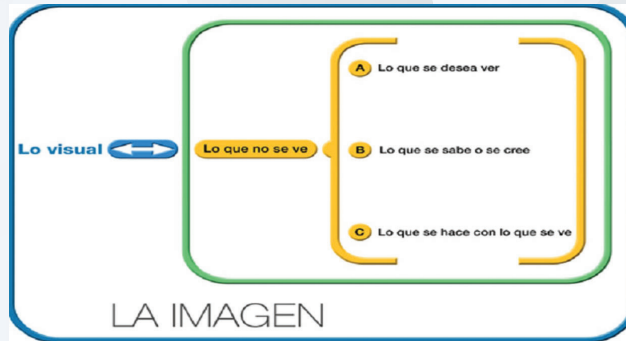 A Lo que se desea ver
Lo visual
Lo que no se ve
B Lo que se sabe o se cree
C Lo que se hace con lo que se ve
LA IMAGEN